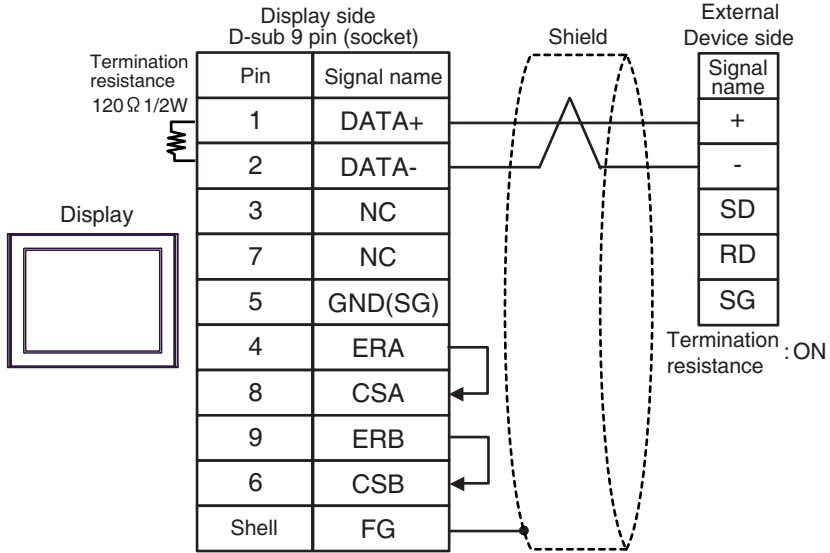 Display side
D-sub 9 pin (socket)
Shield
External
Device side
Termination
resistance
120Ω 1/2W
Pin Signal name
1 DATA+
2 DATA-
3 NC
7 NC
5 GND(SG)
4 ERA
8 CSA
9 ERB
6 CSB
Shell FG
Display
Signal
name
+
-
SD
RD
SG
Termination
resistance : ON